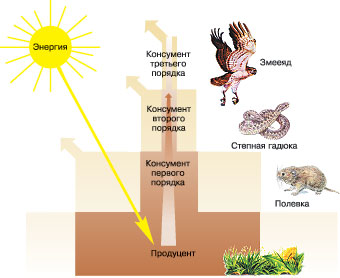 Энергия
Консумент
третьего
порядка
Змееяд
Консумент
второго
порядка
Степная гадюка
Консумент
первого
порядка
Полевка
Продуцент